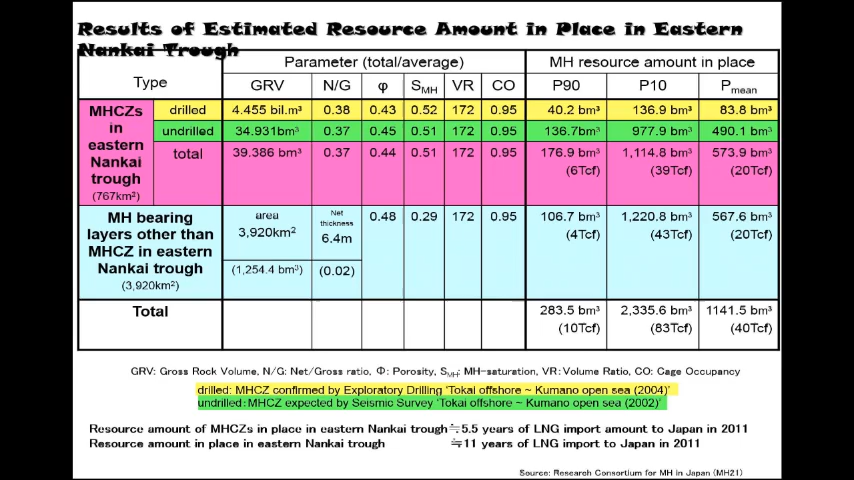 Results of Estimated Resource Amount in Place in Eastern
Nankai Trough
Type Parameter (total/average) MH resource amount in place
GRV N/G φ SMH VR CO P90 P10 Pmean
MHCZs in eastern Nankai trough (767km²)
drilled 4.455 bil.m³ 0.38 0.43 0.52 172 0.95 40.2 bm³ 136.9 bm³ 83.8 bm³
undrilled 34.931bm³ 0.37 0.45 0.51 172 0.95 136.7bm³ 977.9 bm³ 490.1 bm³
total 39.386 bm³ 0.37 0.44 0.51 172 0.95 176.9 bm³ 1,114.8 bm³ 573.9 bm³
(6Tcf) (39Tcf) (20Tcf)
MH bearing layers other than MHCZ in eastern Nankai trough (3,920km²)
area 3,920km² Net thickness 6.4m 0.48 0.29 172 0.95 106.7 bm³ 1,220.8 bm³ 567.6 bm³
(4Tcf) (43Tcf) (20Tcf)
(1,254.4 bm³) (0.02)
Total 283.5 bm³ 2,335.6 bm³ 1141.5 bm³
(10Tcf) (83Tcf) (40Tcf)
GRV: Gross Rock Volume, N/G: Net/Gross ratio, Φ: Porosity, SMH: MH-saturation, VR: Volume Ratio, CO: Cage Occupancy
drilled: MHCZ confirmed by Exploratory Drilling 'Tokai offshore ~ Kumano open sea (2004)'
undrilled: MHCZ expected by Seismic Survey 'Tokai offshore ~ Kumano open sea (2002)'
Resource amount of MHCZs in place in eastern Nankai trough≒5.5 years of LNG import amount to Japan in 2011
Resource amount in place in eastern Nankai trough ≒11 years of LNG import to Japan in 2011
Source: Research Consortium for MH in Japan (MH21)